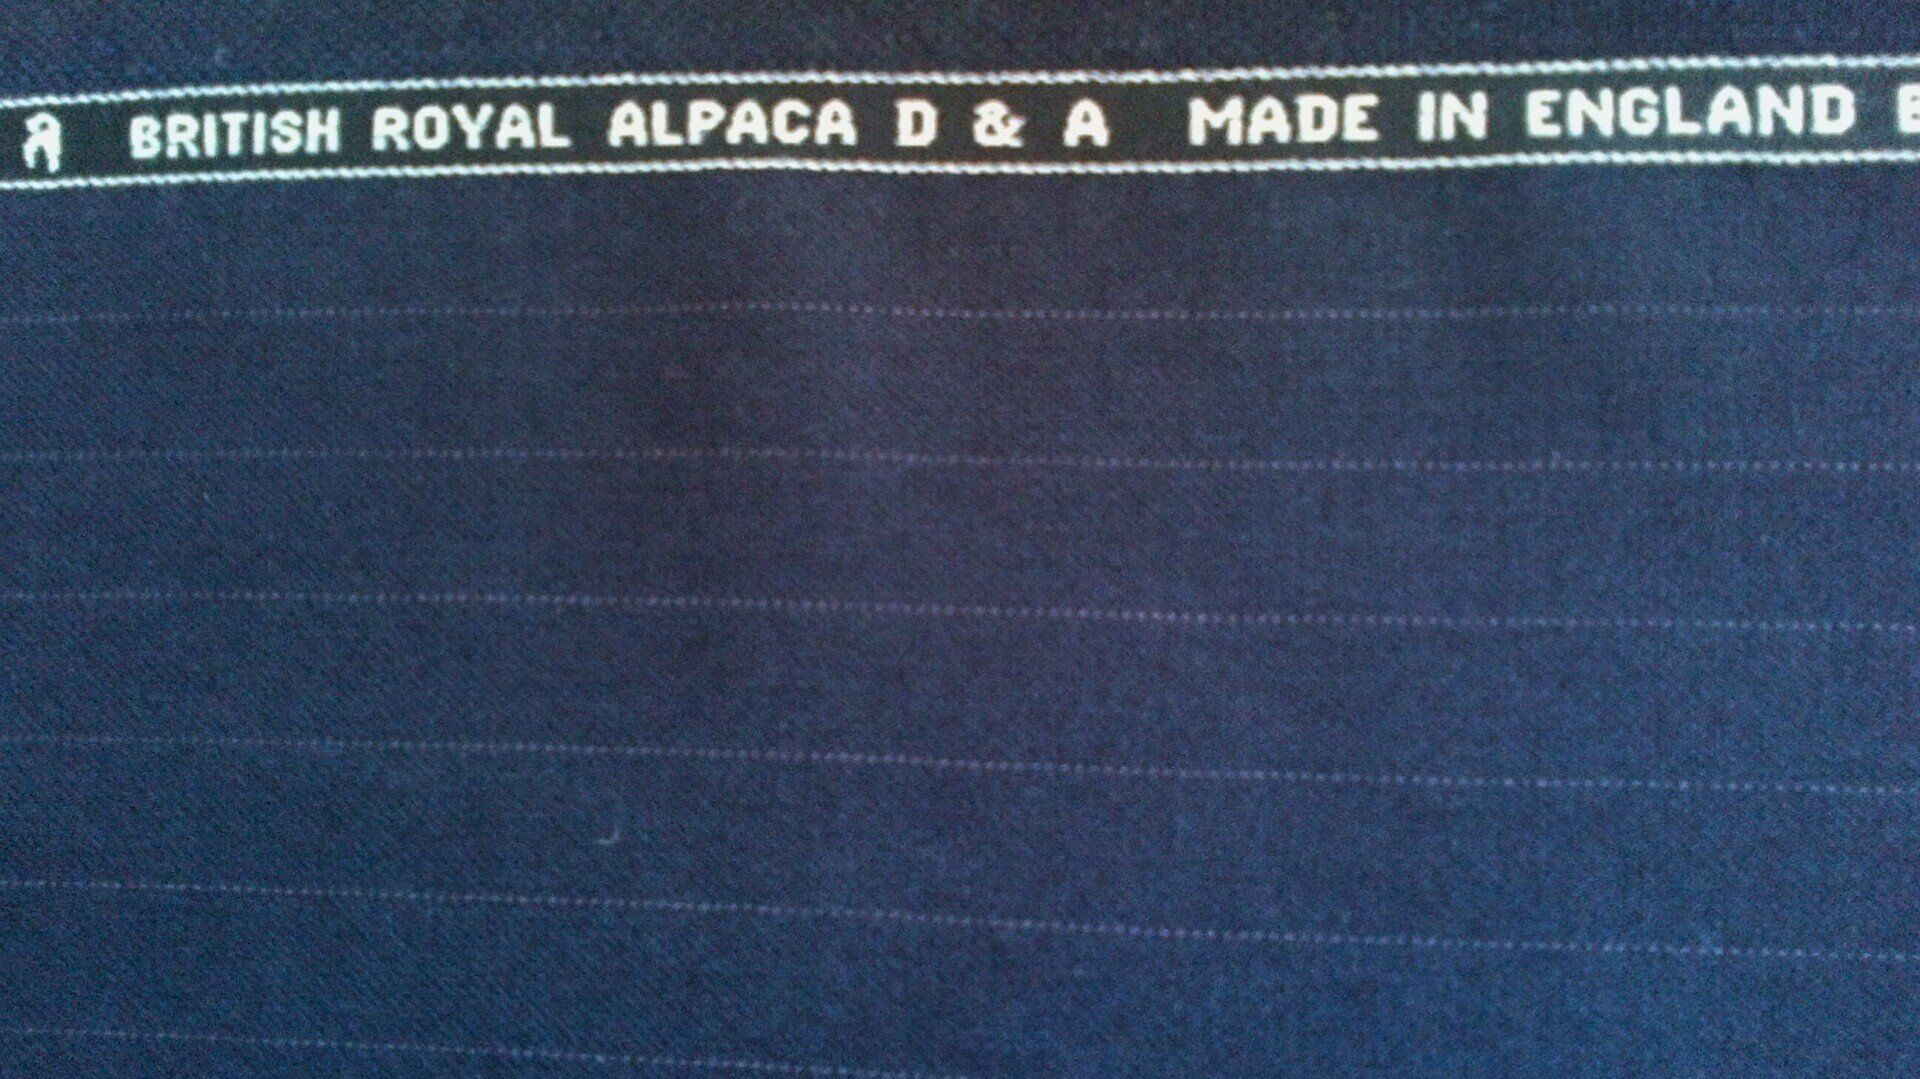 BRITISH ROYAL ALPACA D & A MADE IN ENGLAND